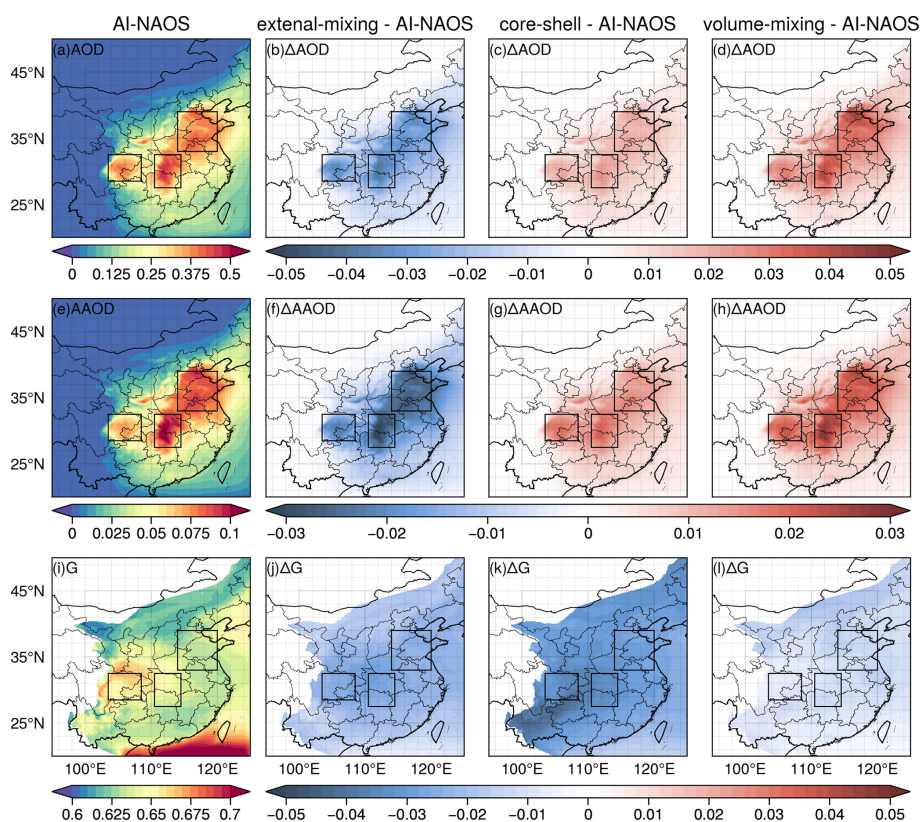 AI-NAOS extenal-mixing - AI-NAOS core-shell - AI-NAOS volume-mixing - AI-NAOS
(a)AOD (b)ΔAOD (c)ΔAOD (d)ΔAOD
45°N
35°N
25°N
0 0.125 0.25 0.375 0.5 −0.05 −0.04 −0.03 −0.02 −0.01 0 0.01 0.02 0.03 0.04 0.05
(e)AAOD (f)ΔAAOD (g)ΔAAOD (h)ΔAAOD
45°N
35°N
25°N
0 0.025 0.05 0.075 0.1 −0.03 −0.02 −0.01 0 0.01 0.02 0.03
(i)G (j)ΔG (k)ΔG (l)ΔG
45°N
35°N
25°N
100°E 110°E 120°E 100°E 110°E 120°E 100°E 110°E 120°E 100°E 110°E 120°E
0.6 0.625 0.65 0.675 0.7 −0.05 −0.04 −0.03 −0.02 −0.01 0 0.01 0.02 0.03 0.04 0.05